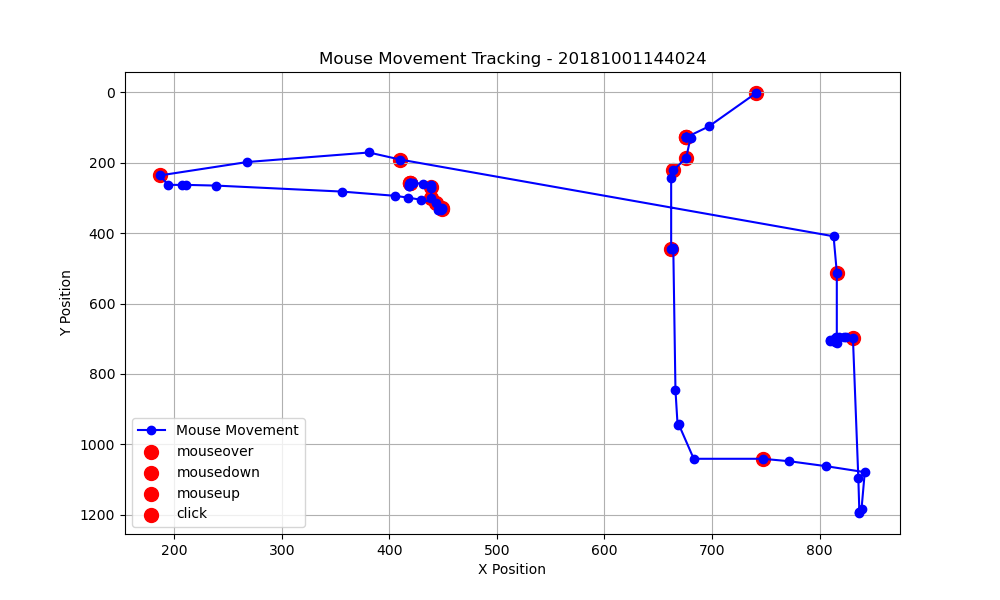 Mouse Movement Tracking - 20181001144024
0
200
400
600
800
1000
1200
Y Position
Mouse Movement
mouseover
mousedown
mouseup
click
200 300 400 500 600 700 800
X Position